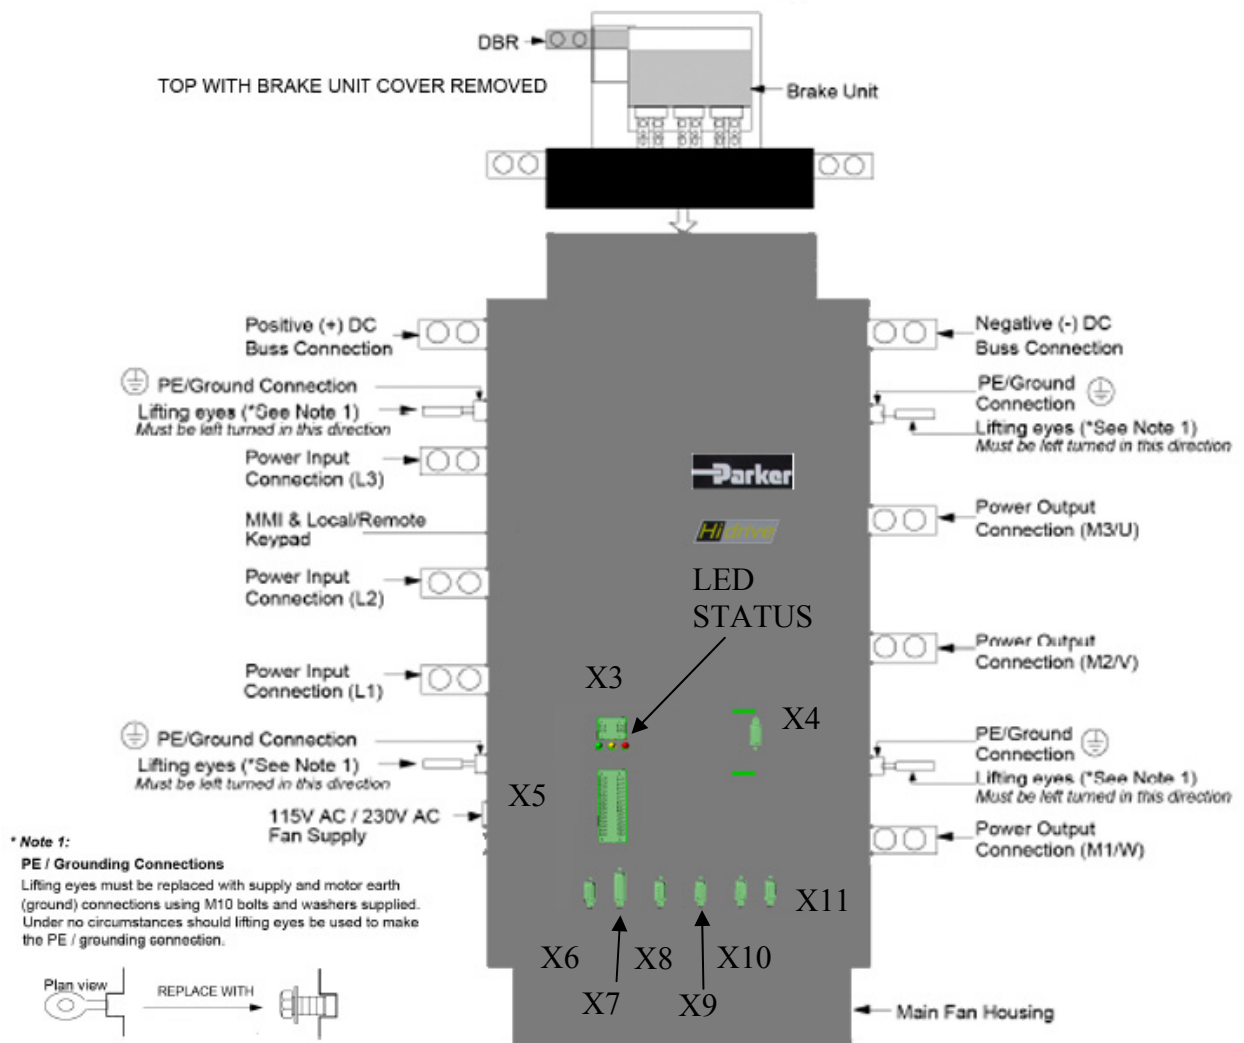 DBR
TOP WITH BRAKE UNIT COVER REMOVED
Brake Unit
Positive (+) DC
Buss Connection
PE/Ground Connection
Lifting eyes (*See Note 1)
Must be left turned in this direction
Power Input
Connection (L3)
MMI & Local/Remote
Keypad
Power Input
Connection (L2)
Power Input
Connection (L1)
PE/Ground Connection
Lifting eyes (*See Note 1)
Must be left turned in this direction
115V AC / 230V AC
Fan Supply
Negative (-) DC
Buss Connection
PE/Ground
Connection
Lifting eyes (*See Note 1)
Must be left turned in this direction
Power Output
Connection (M3/U)
Power Output
Connection (M2/V)
PE/Ground
Connection
Lifting eyes (*See Note 1)
Must be left turned in this direction
Power Output
Connection (M1/W)
Parker
Hidrive
LED
STATUS
X3
X4
X5
X11
X6
X8
X10
X7
X9
Main Fan Housing
* Note 1:
PE / Grounding Connections
Lifting eyes must be replaced with supply and motor earth
(ground) connections using M10 bolts and washers supplied.
Under no circumstances should lifting eyes be used to make
the PE / grounding connection.
Plan view
REPLACE WITH